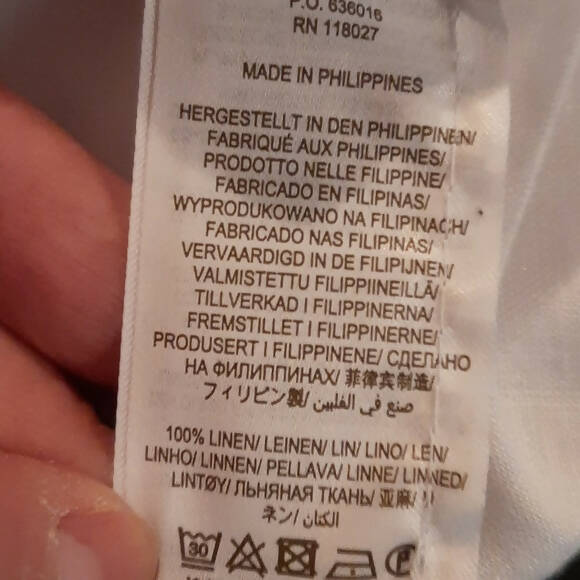 P.O. 636016
RN 118027
MADE IN PHILIPPINES
HERGESTELLT IN DEN PHILIPPINEN/
FABRIQUÉ AUX PHILIPPINES/
PRODOTTO NELLE FILIPPINE/
FABRICADO EN FILIPINAS/
WYPRODUKOWANO NA FILIPINACH/
FABRICADO NAS FILIPINAS/
VERVAARDIGD IN DE FILIPIJNEN/
VALMISTETTU FILIPPIINEILLÄ/
TILLVERKAD I FILIPPINERNA/
FREMSTILLET I FILIPPINERNE/
PRODUSERT I FILIPPINENE/ СДЕЛАНО
НА ФИЛИППИНАХ/ 菲律宾制造/
フィリピン製/ صنع في الفلبين
100% LINEN/ LEINEN/ LIN/ LINO/ LEN/
LINHO/ LINNEN/ PELLAVA/ LINNE/ LINNED/
LINTØY/ ЛЬНЯНАЯ ТКАНЬ/ 亚麻/ リ
ネン/ الكتان
30